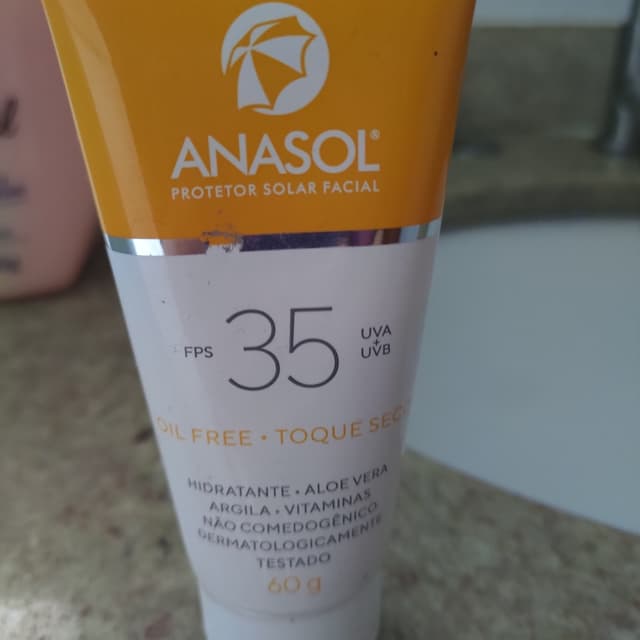 ANASOL®
PROTETOR SOLAR FACIAL
FPS 35 UVA + UVB
OIL FREE • TOQUE SEC
HIDRATANTE • ALOE VERA
ARGILA • VITAMINAS
NÃO COMEDOGÊNICO
DERMATOLOGICAMENTE
TESTADO
60 g